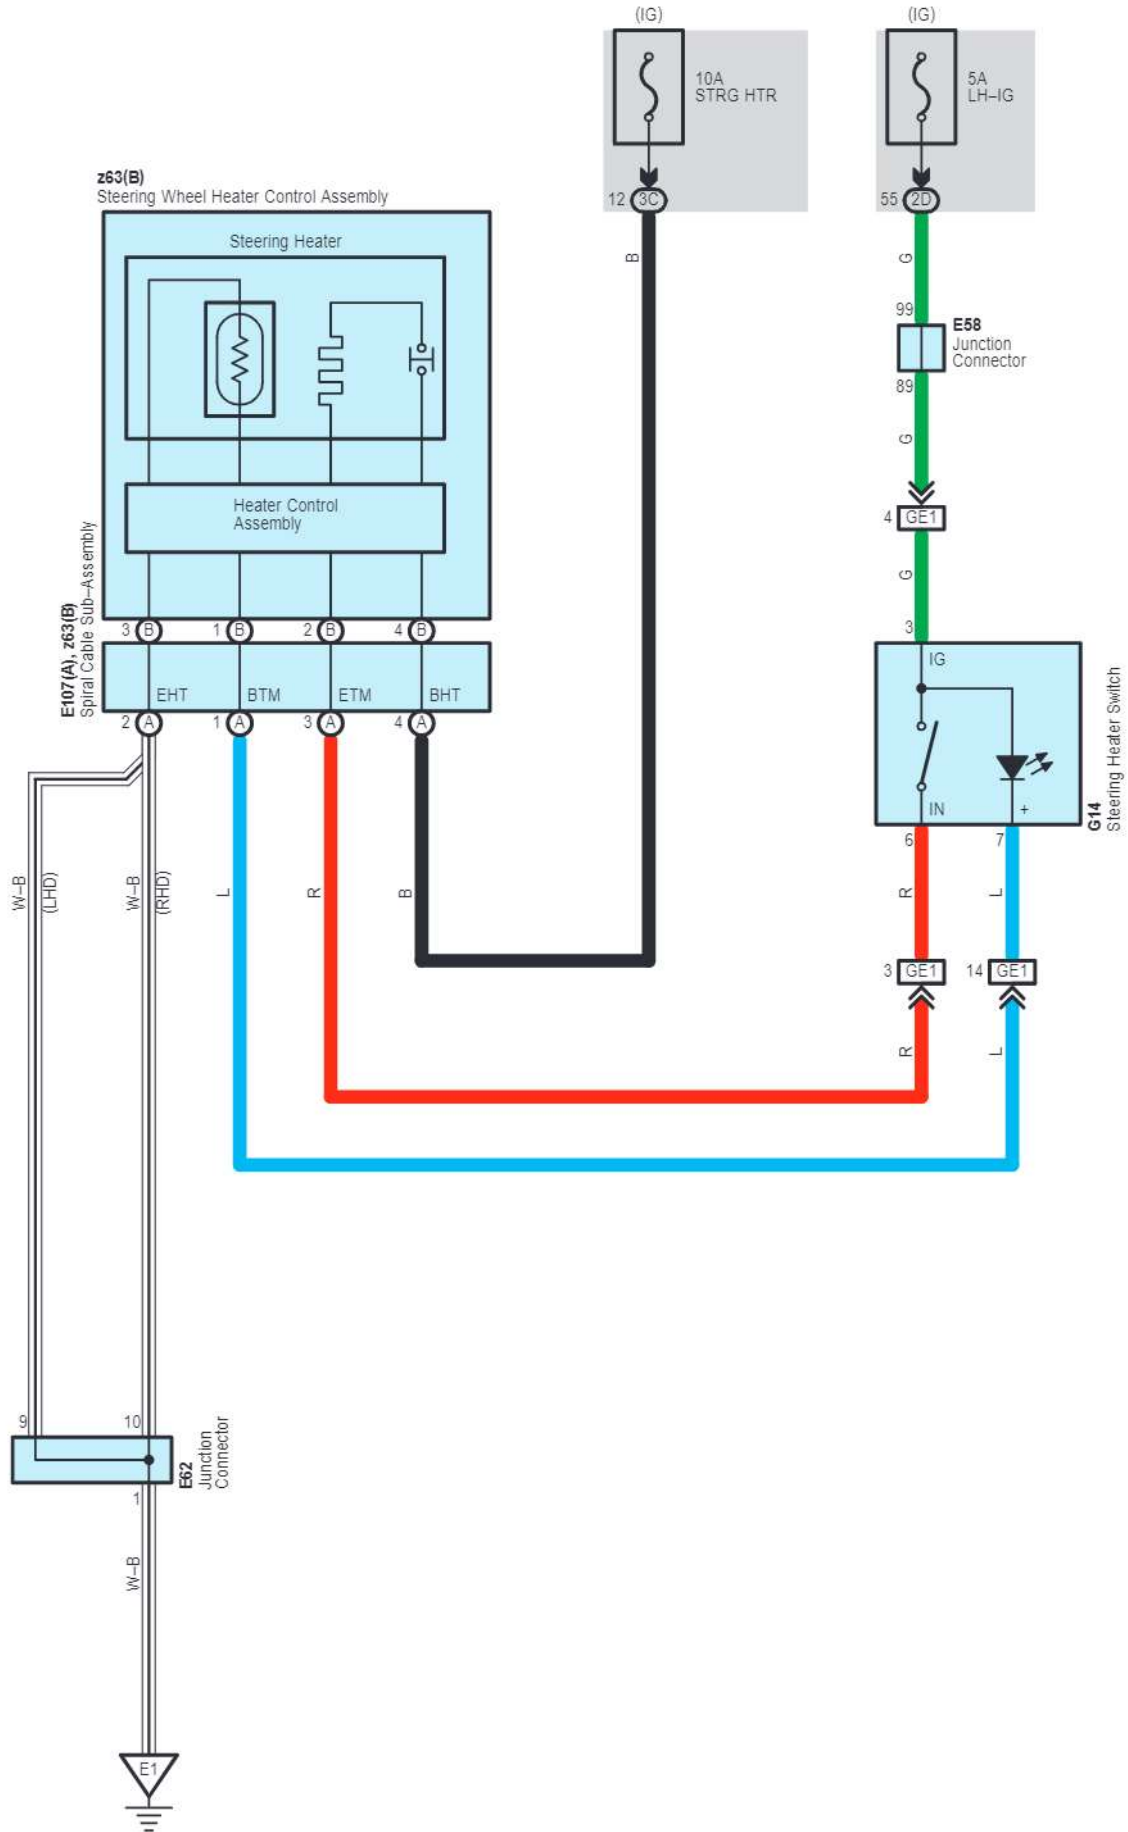 (IG)
(IG)
10A
STRG HTR
5A
LH–IG
12
3C
55
2D
z63(B)
Steering Wheel Heater Control Assembly
Steering Heater
Heater Control
Assembly
B
G
99
E58
Junction
Connector
89
G
4
GE1
G
3
E107(A), z63(B)
Spiral Cable Sub–Assembly
3
B
1
B
2
B
4
B
EHT
BTM
ETM
BHT
2
A
1
A
3
A
4
A
IG
IN
+
G14
Steering Heater Switch
6
7
W–B
(LHD)
W–B
(RHD)
L
R
B
R
L
3
GE1
14
GE1
R
L
9
10
E62
Junction
Connector
1
W–B
E1